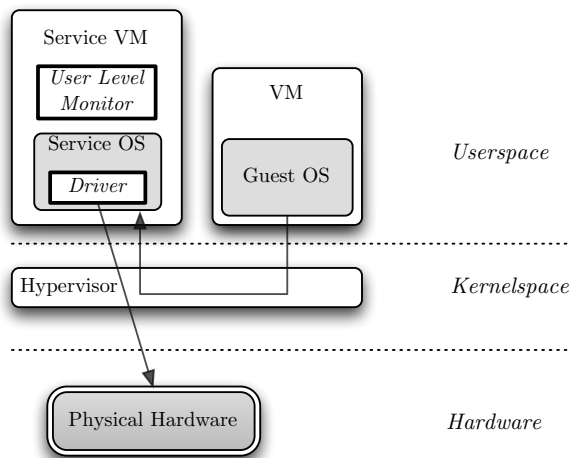 Service VM
User Level
Monitor
Service OS
Driver
VM
Guest OS
Userspace
Hypervisor
Kernelspace
Physical Hardware
Hardware